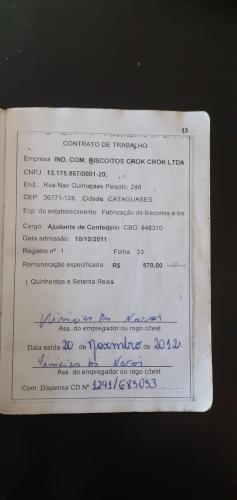 13
CONTRATO DE TRABALHO
Empresa IND. COM. BISCOITOS CROK CROK LTDA
CNPJ 13.175.867/0001-20,
End.: Rua Nair Guimaraes Peixoto, 248
CEP: 36771-128 Cidade: CATAGUASES
Esp. do estabelecimento: Fabricação de biscoitos e bo
Cargo: Ajudante de Confeiteiro CBO 848310
Data admissão: 10/10/2011
Registro nº 1 Folha: 33
Remuneração especificada: R$ 570,00
Quinhentos e Setenta Reais
Ass. do empregador ou rogo c/test.
Data saída 20 de Novembro de 2012
Ass. do empregador ou rogo c/test.
Com. Dispensa CD Nº 1291/685053